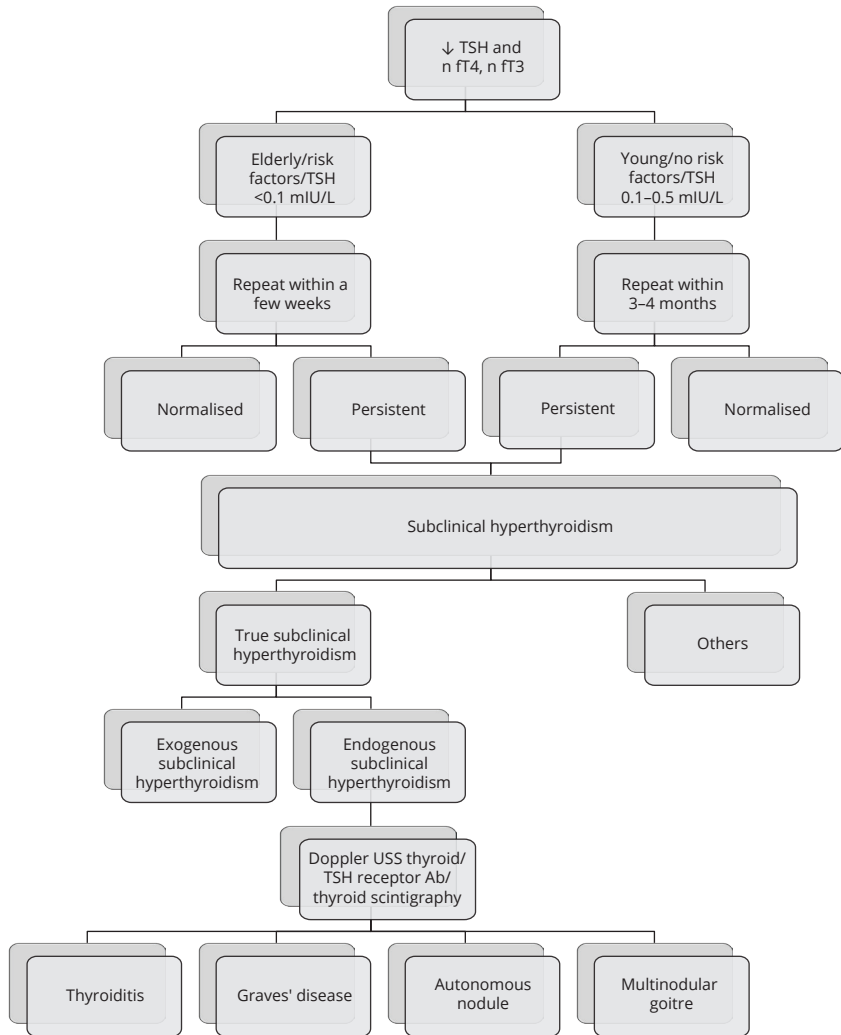 ↓ TSH and
n fT4, n fT3
Elderly/risk
factors/TSH
<0.1 mIU/L
Young/no risk
factors/TSH
0.1–0.5 mIU/L
Repeat within a
few weeks
Repeat within
3–4 months
Normalised
Persistent
Persistent
Normalised
Subclinical hyperthyroidism
True subclinical
hyperthyroidism
Others
Exogenous
subclinical
hyperthyroidism
Endogenous
subclinical
hyperthyroidism
Doppler USS thyroid/
TSH receptor Ab/
thyroid scintigraphy
Thyroiditis
Graves' disease
Autonomous
nodule
Multinodular
goitre